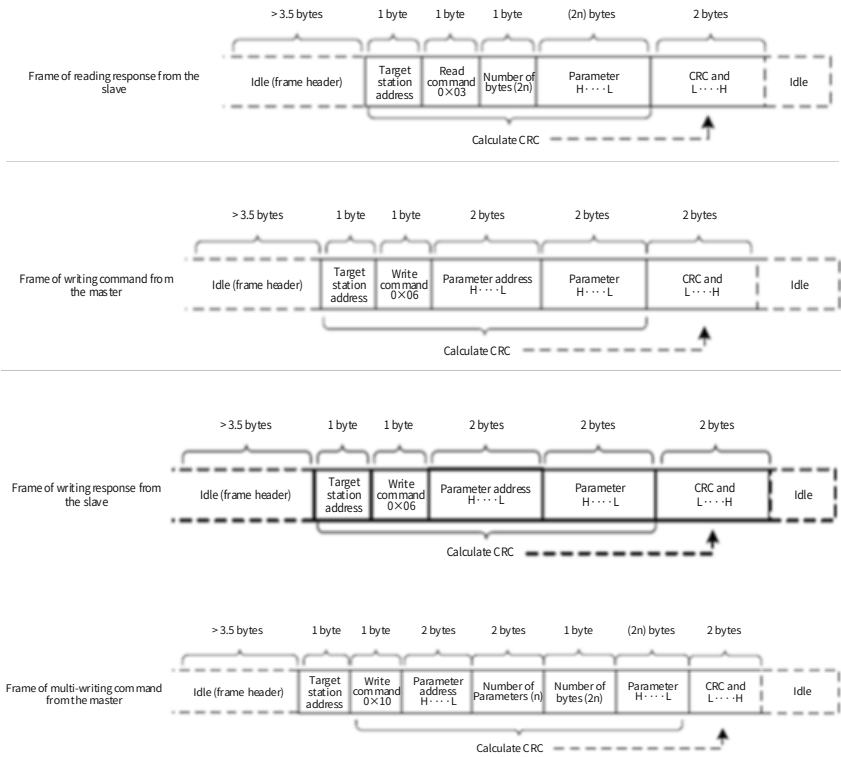 > 3.5 bytes 1 byte 1 byte 1 byte (2n) bytes 2 bytes
Frame of reading response from the
slave
Idle (frame header)
Target
station
address
Read
command
0×03
Number of
bytes (2n)
Parameter
H····L
CRC and
L····H
Idle
Calculate CRC
> 3.5 bytes 1 byte 1 byte 2 bytes 2 bytes 2 bytes
Frame of writing command from
the master
Idle (frame header)
Target
station
address
Write
command
0×06
Parameter address
H····L
Parameter
H····L
CRC and
L····H
Idle
Calculate CRC
> 3.5 bytes 1 byte 1 byte 2 bytes 2 bytes 2 bytes
Frame of writing response from
the slave
Idle (frame header)
Target
station
address
Write
command
0×06
Parameter address
H····L
Parameter
H····L
CRC and
L····H
Idle
Calculate CRC
> 3.5 bytes 1 byte 1 byte 2 bytes 2 bytes 1 byte (2n) bytes 2 bytes
Frame of multi-writing command
from the master
Idle (frame header)
Target
station
address
Write
command
0×10
Parameter
address
H····L
Number of
Parameters (n)
Number of
bytes (2n)
Parameter
H····L
CRC and
L····H
Idle
Calculate CRC